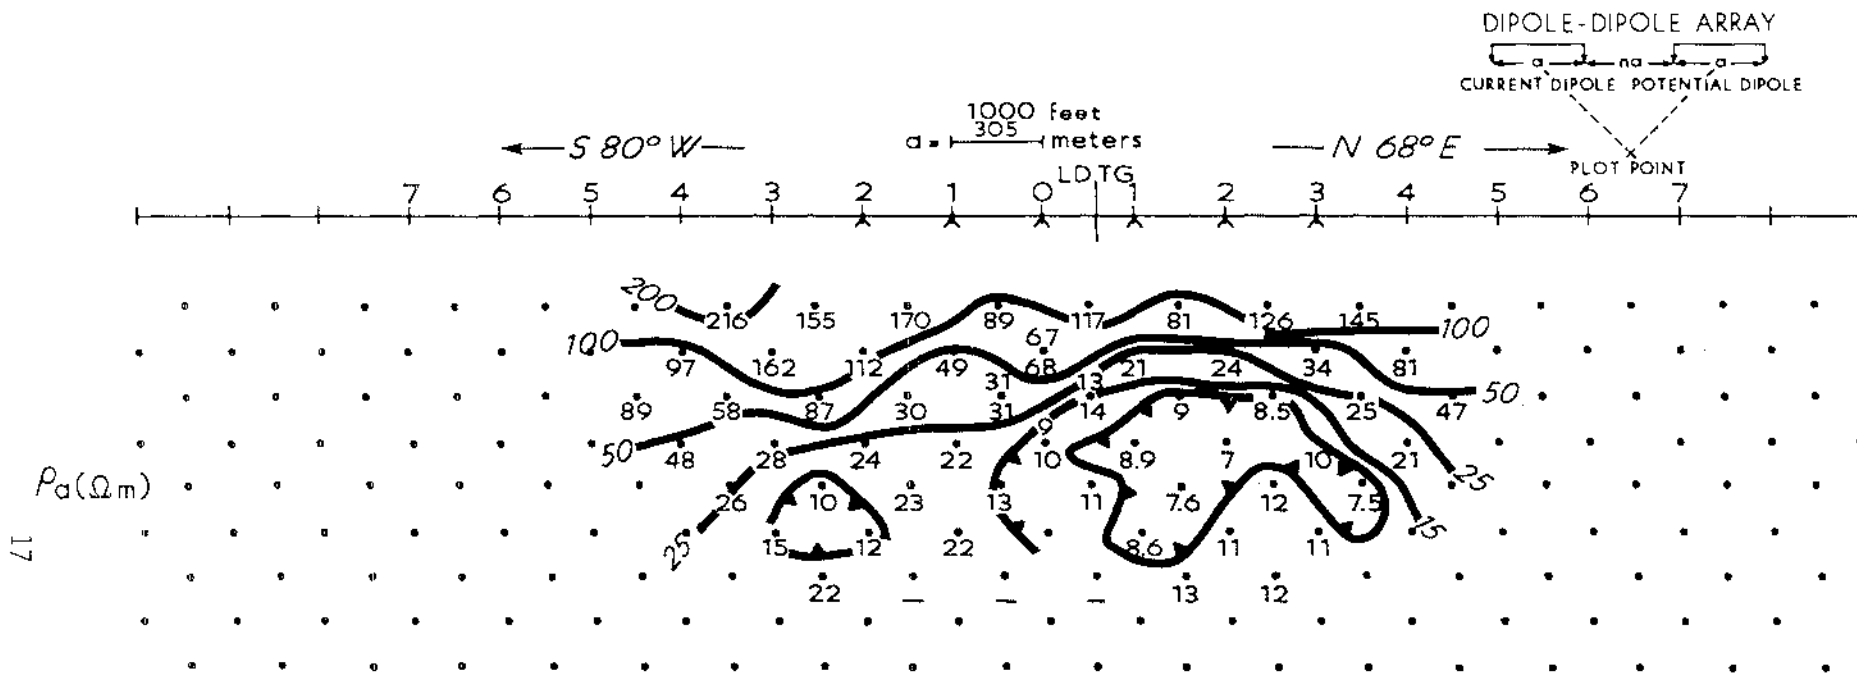 DIPOLE-DIPOLE ARRAY
a na a
CURRENT DIPOLE POTENTIAL DIPOLE
PLOT POINT
1000 feet
a = 305 meters
S 80° W N 68° E
LDTG
7 6 5 4 3 2 1 0 1 2 3 4 5 6 7
200 216 155 170 89 117 81 126 145 100
67
100 97 162 112 49 68 21 24 34 81 50
31 13
89 58 87 30 31 14 9 8.5 25 47
9
50 48 28 24 22 10 8.9 7 10 21 25
ρa(Ωm)
26 10 23 13 11 7.6 12 7.5 15
25 15 12 22 8.6 11 11
22 — — — 13 12
17